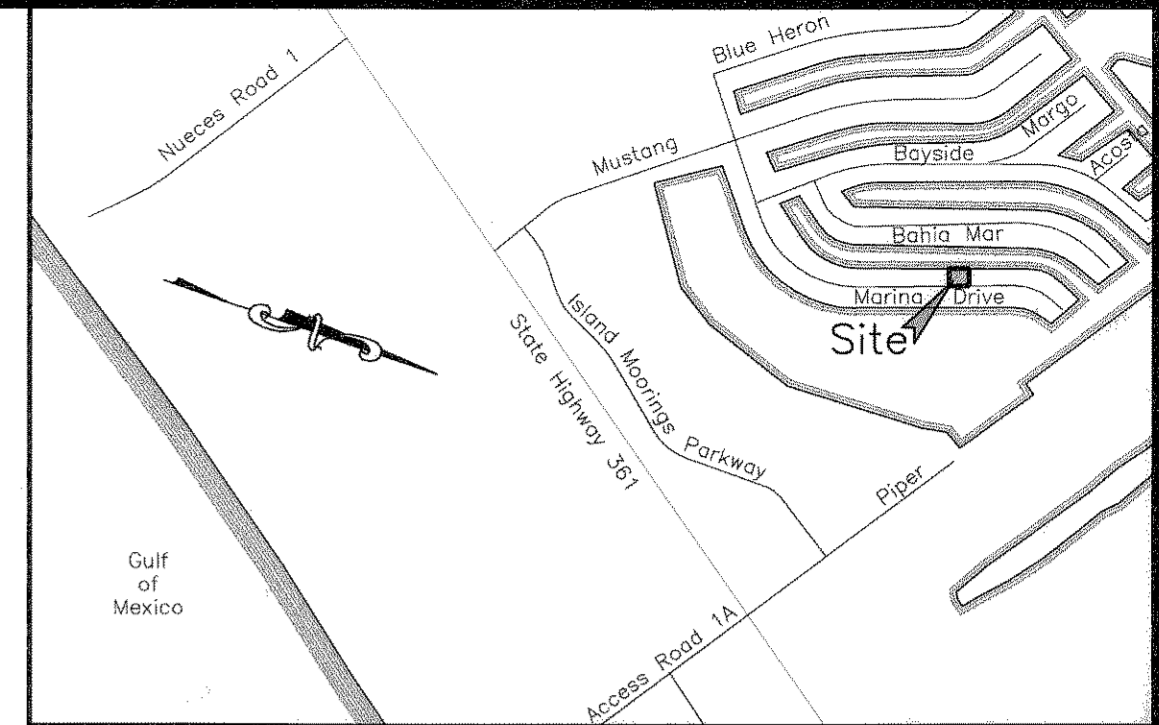 Blue Heron
Nueces Road 1
Mustang
Margo
Bayside
Acosta
Bahia Mar
Marina Drive
Site
Island Moorings Parkway
State Highway 361
Piper
Gulf
of
Mexico
Access Road 1A